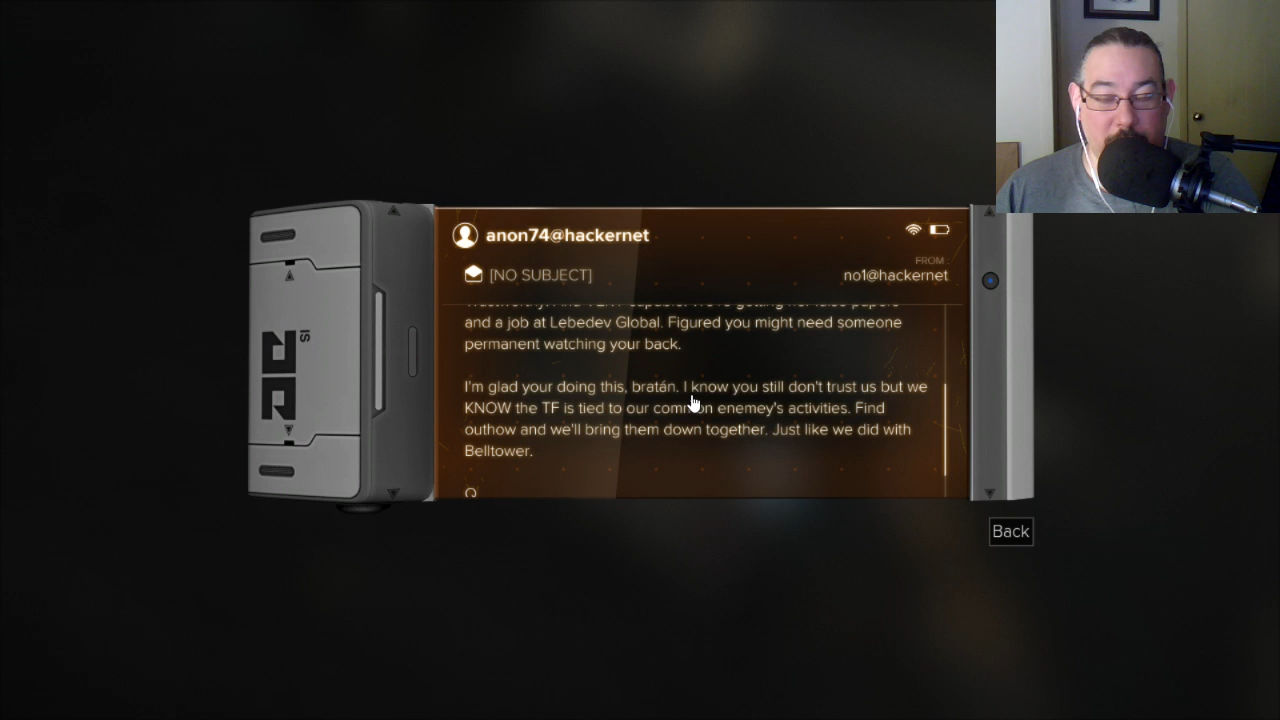 anon74@hackernet
FROM :
[NO SUBJECT]
no1@hackernet
and a job at Lebedev Global. Figured you might need someone
permanent watching your back.
I'm glad your doing this, bratán. I know you still don't trust us but we
KNOW the TF is tied to our common enemey's activities. Find
outhow and we'll bring them down together. Just like we did with
Belltower.
Back